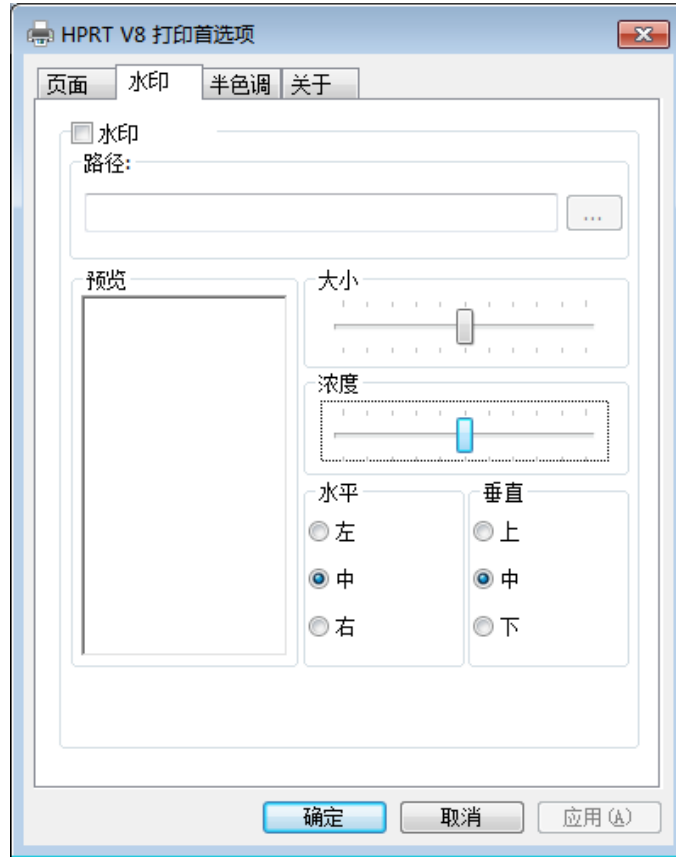 HPRT V8 打印首选项
页面 水印 半色调 关于
水印
路径:
...
预览 大小
浓度
水平 垂直
左 上
中 中
右 下
确定 取消 应用(A)